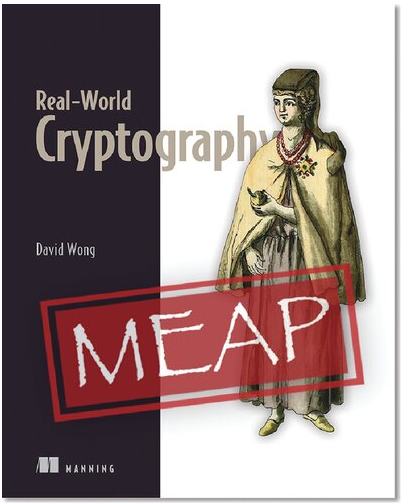 Real-World
Cryptography
David Wong
MEAP
MANNING